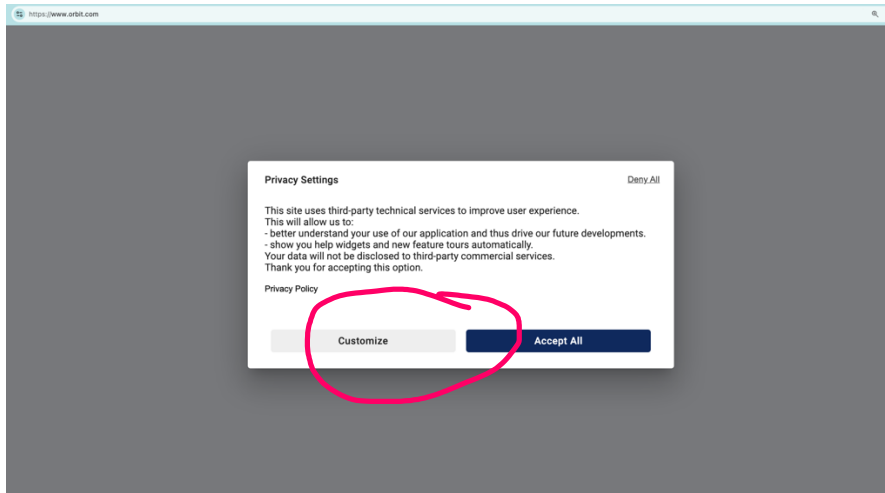 https://www.orbit.com
Privacy Settings
Deny All
This site uses third-party technical services to improve user experience.
This will allow us to:
- better understand your use of our application and thus drive our future developments.
- show you help widgets and new feature tours automatically.
Your data will not be disclosed to third-party commercial services.
Thank you for accepting this option.
Privacy Policy
Customize
Accept All